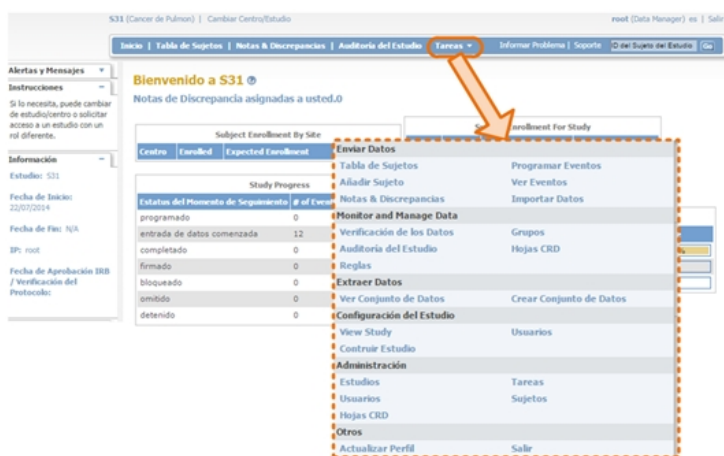 S31 (Cancer de Pulmon) | Cambiar Centro/Estudio
root (Data Manager) es | Salir
Inicio | Tabla de Sujetos | Notas & Discrepancias | Auditoría del Estudio | Tareas
Informar Problema | Soporte
ID del Sujeto del Estudio
Go
Alertas y Mensajes
Instrucciones
Si lo necesita, puede cambiar
de estudio/centro o solicitar
acceso a un estudio con un
rol diferente.
Información
Estudio: S31
Fecha de Inicio:
22/07/2014
Fecha de Fin: N/A
IP: root
Fecha de Aprobación IRB
/ Verificación del
Protocolo:
Bienvenido a S31
Notas de Discrepancia asignadas a usted.0
Subject Enrollment By Site
Centro Enrolled Expected Enrollment
Enrollment For Study
Study Progress
Estatus del Momento de Seguimiento # of Even
programado 0
entrada de datos comenzada 12
completado 0
firmado 0
bloqueado 0
omitido 0
detenido 0
Enviar Datos
Tabla de Sujetos Programar Eventos
Añadir Sujeto Ver Eventos
Notas & Discrepancias Importar Datos
Monitor and Manage Data
Verificación de los Datos Grupos
Auditoría del Estudio Hojas CRD
Reglas
Extraer Datos
Ver Conjunto de Datos Crear Conjunto de Datos
Configuración del Estudio
View Study Usuarios
Contruir Estudio
Administración
Estudios Tareas
Usuarios Sujetos
Hojas CRD
Otros
Actualizar Perfil Salir